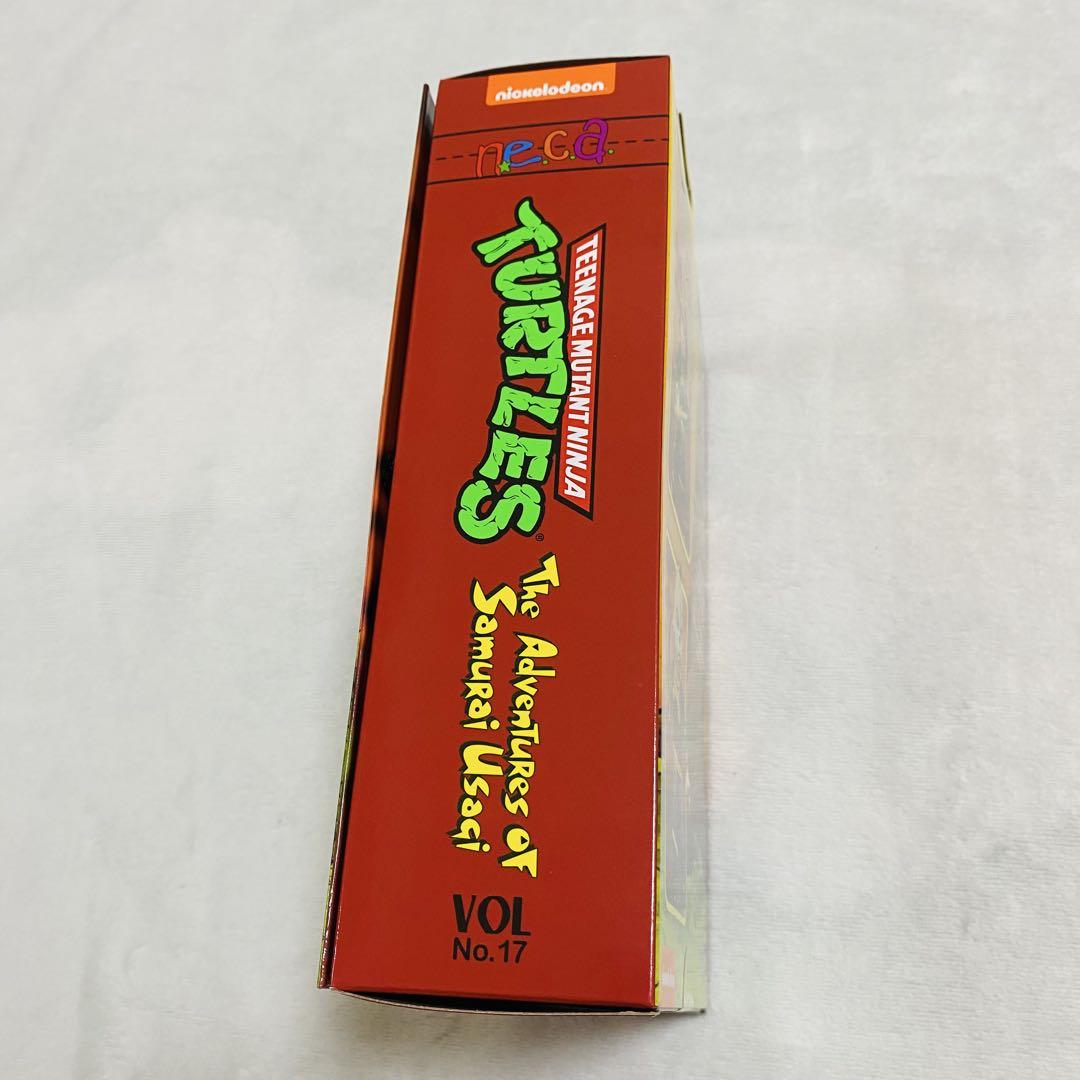 nickelodeon
n.e.c.a.
TEENAGE MUTANT NINJA
TURTLES®
The Adventures of
Samurai Usagi
VOL
No.17